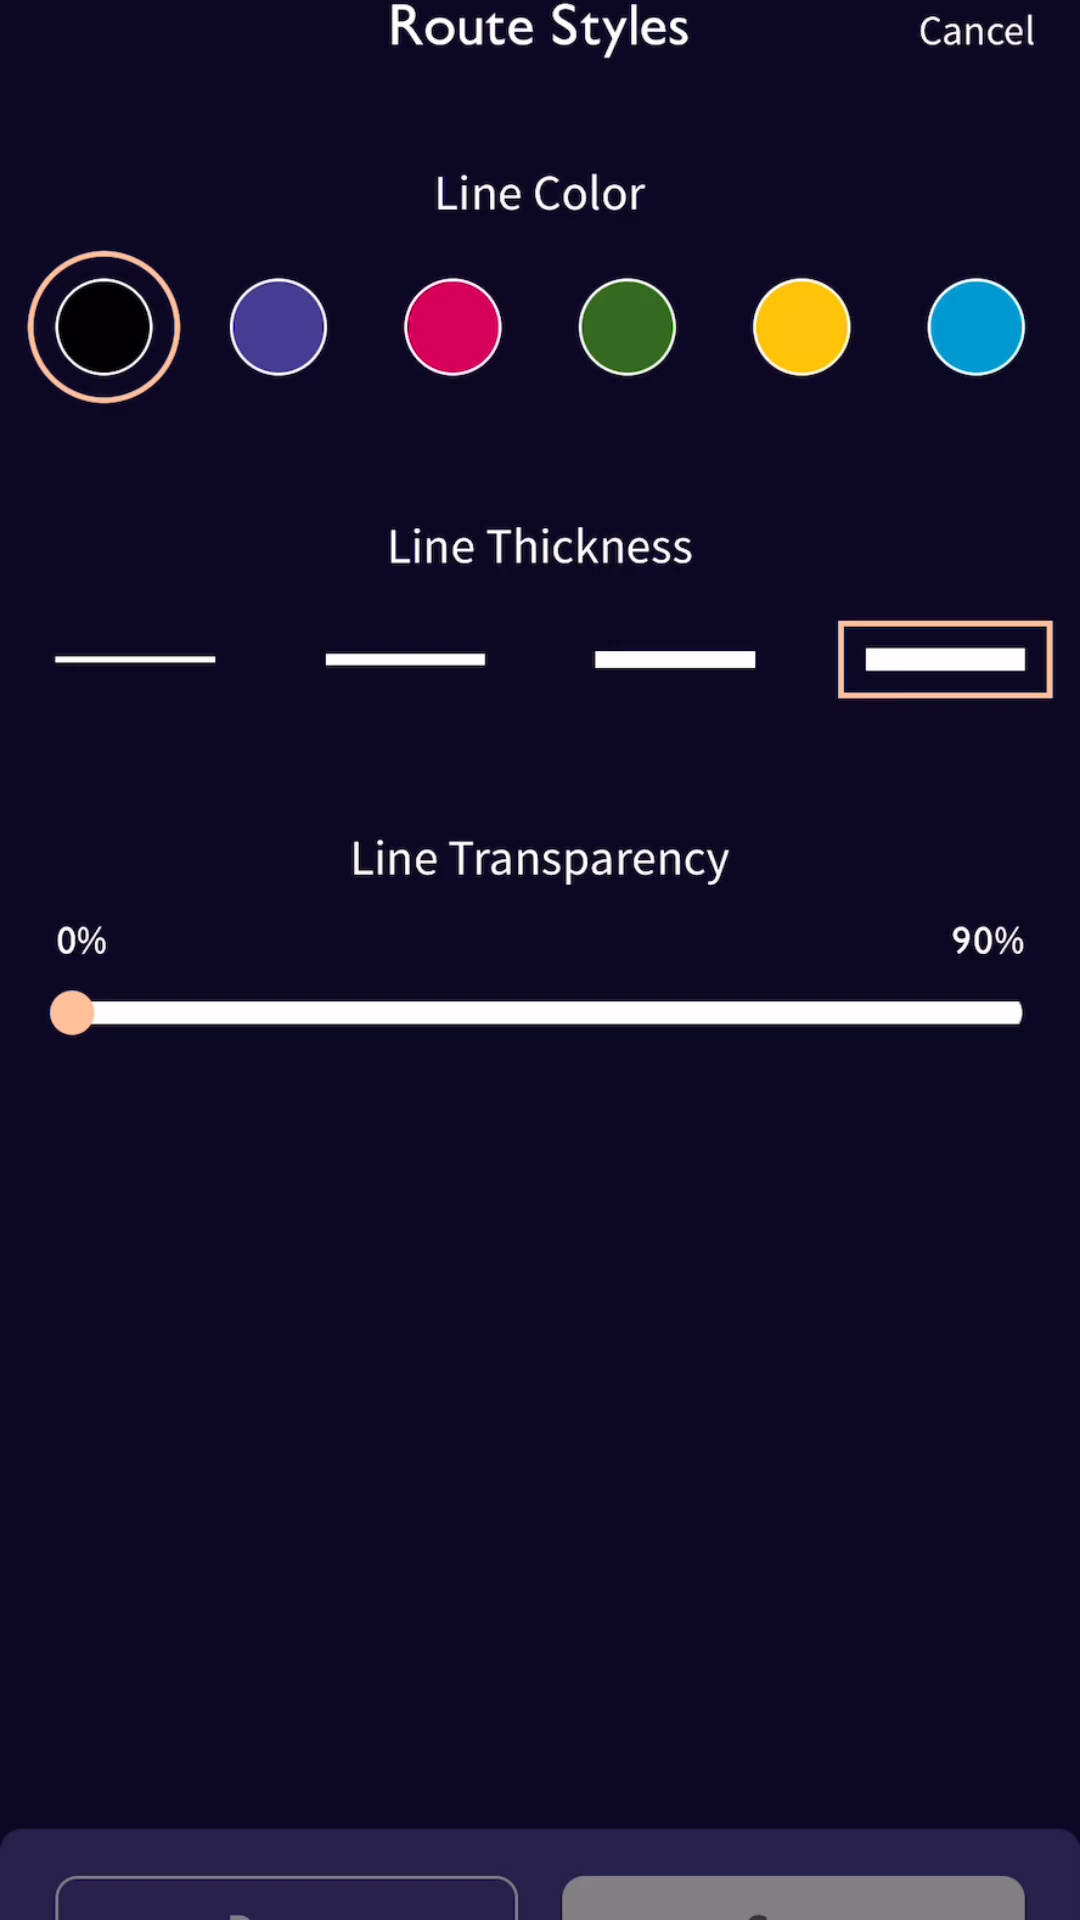 Route Styles
Cancel
Line Color
Line Thickness
Line Transparency
0%
90%